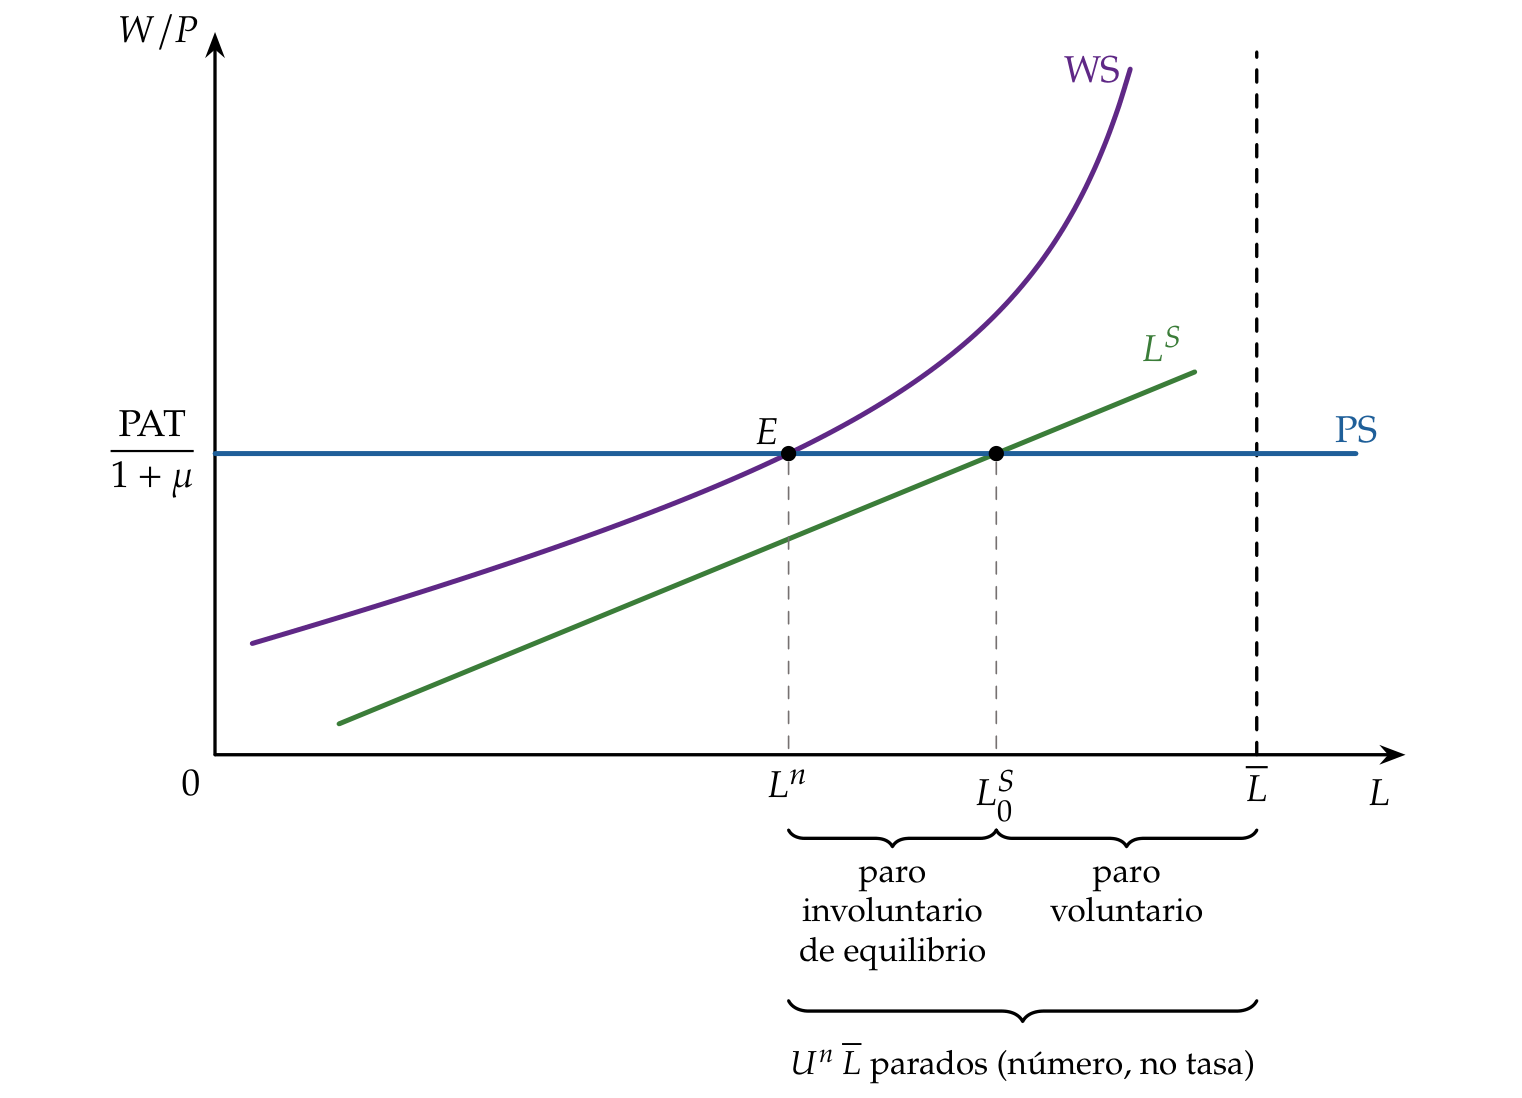 W/P
WS
L^S
PAT
1 + μ
E
PS
0
L^n
L_0^S
L̅
L
paro
involuntario
de equilibrio
paro
voluntario
U^n L̅ parados (número, no tasa)